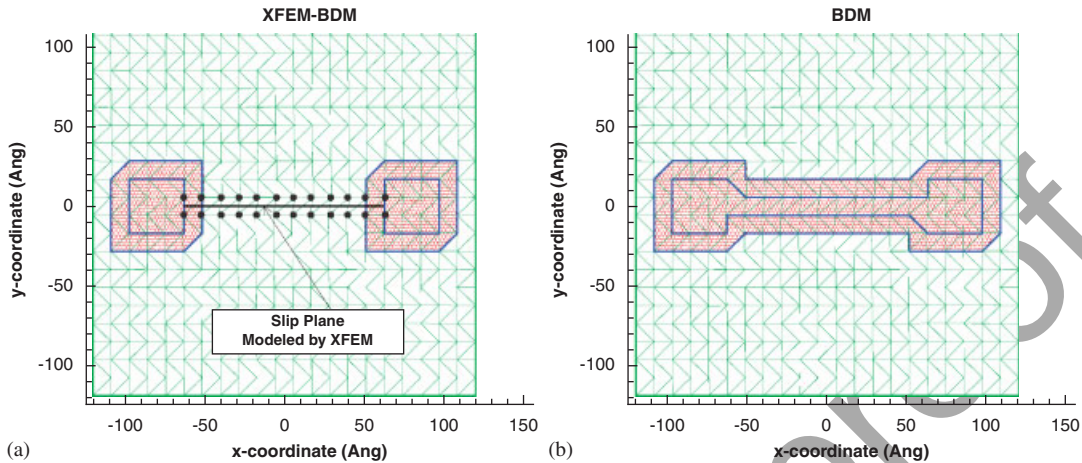 XFEM-BDM
BDM
y-coordinate (Ang)
100
50
0
-50
-100
Slip Plane
Modeled by XFEM
-100 -50 0 50 100 150
(a)
x-coordinate (Ang)
y-coordinate (Ang)
100
50
0
-50
-100
-100 -50 0 50 100 150
(b)
x-coordinate (Ang)